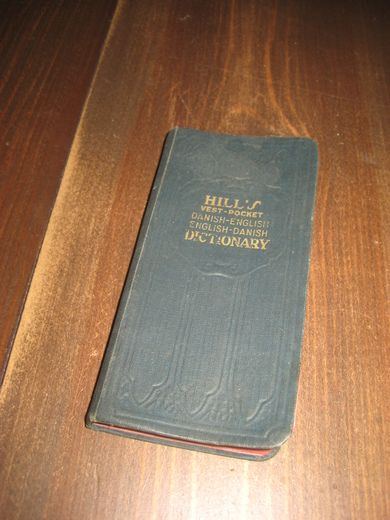 HILL'S
VEST-POCKET
DANISH-ENGLISH
ENGLISH-DANISH
DICTIONARY